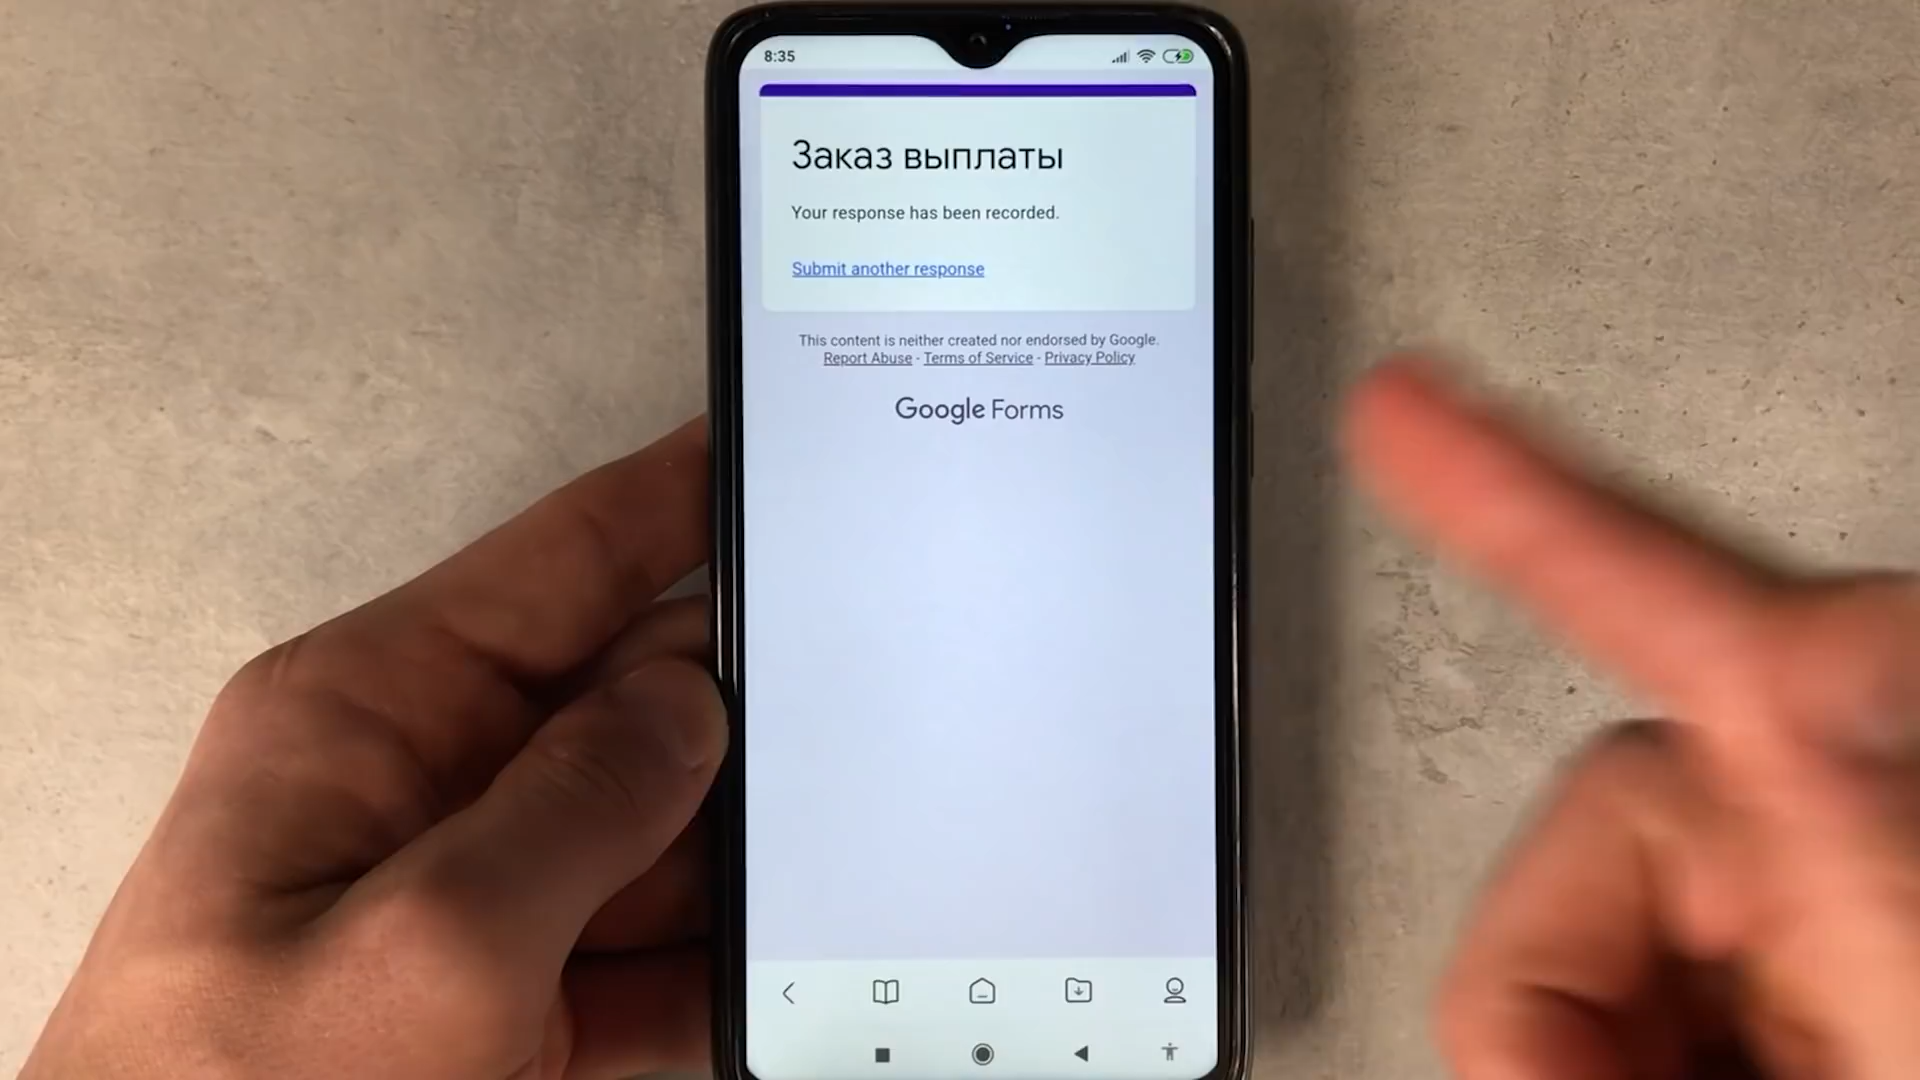 8:35
Заказ выплаты
Your response has been recorded.
Submit another response
This content is neither created nor endorsed by Google.
Report Abuse - Terms of Service - Privacy Policy
Google Forms